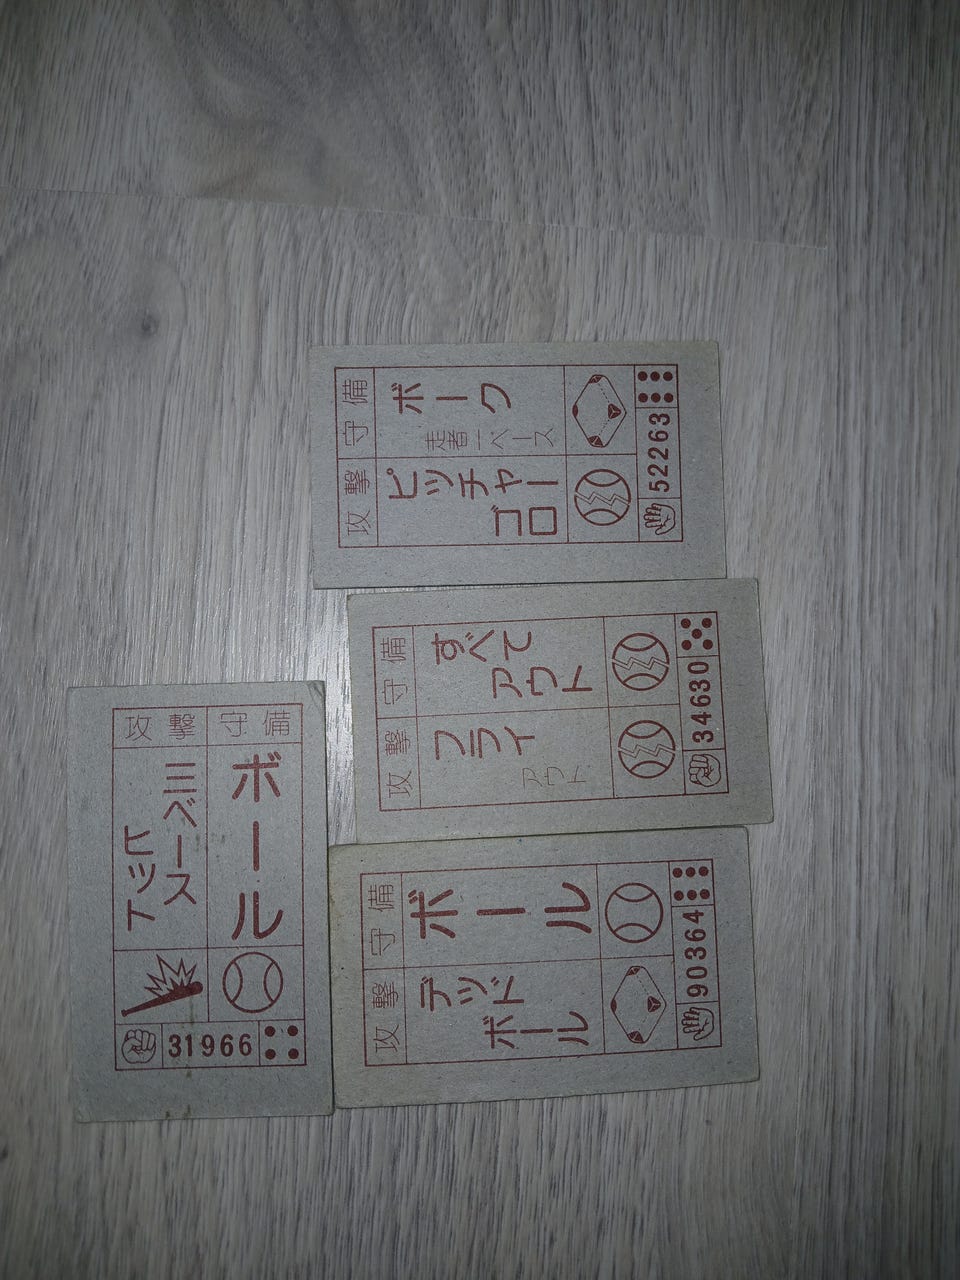 攻撃 守備
ボーク
走者一ベース
ピッチャー
ゴロ
52263
攻撃 守備
すべて
アウト
フライ
アウト
34630
攻撃 守備
ボール
デッド
ボール
90364
攻撃 守備
ボール
三ベース
ヒット
31966